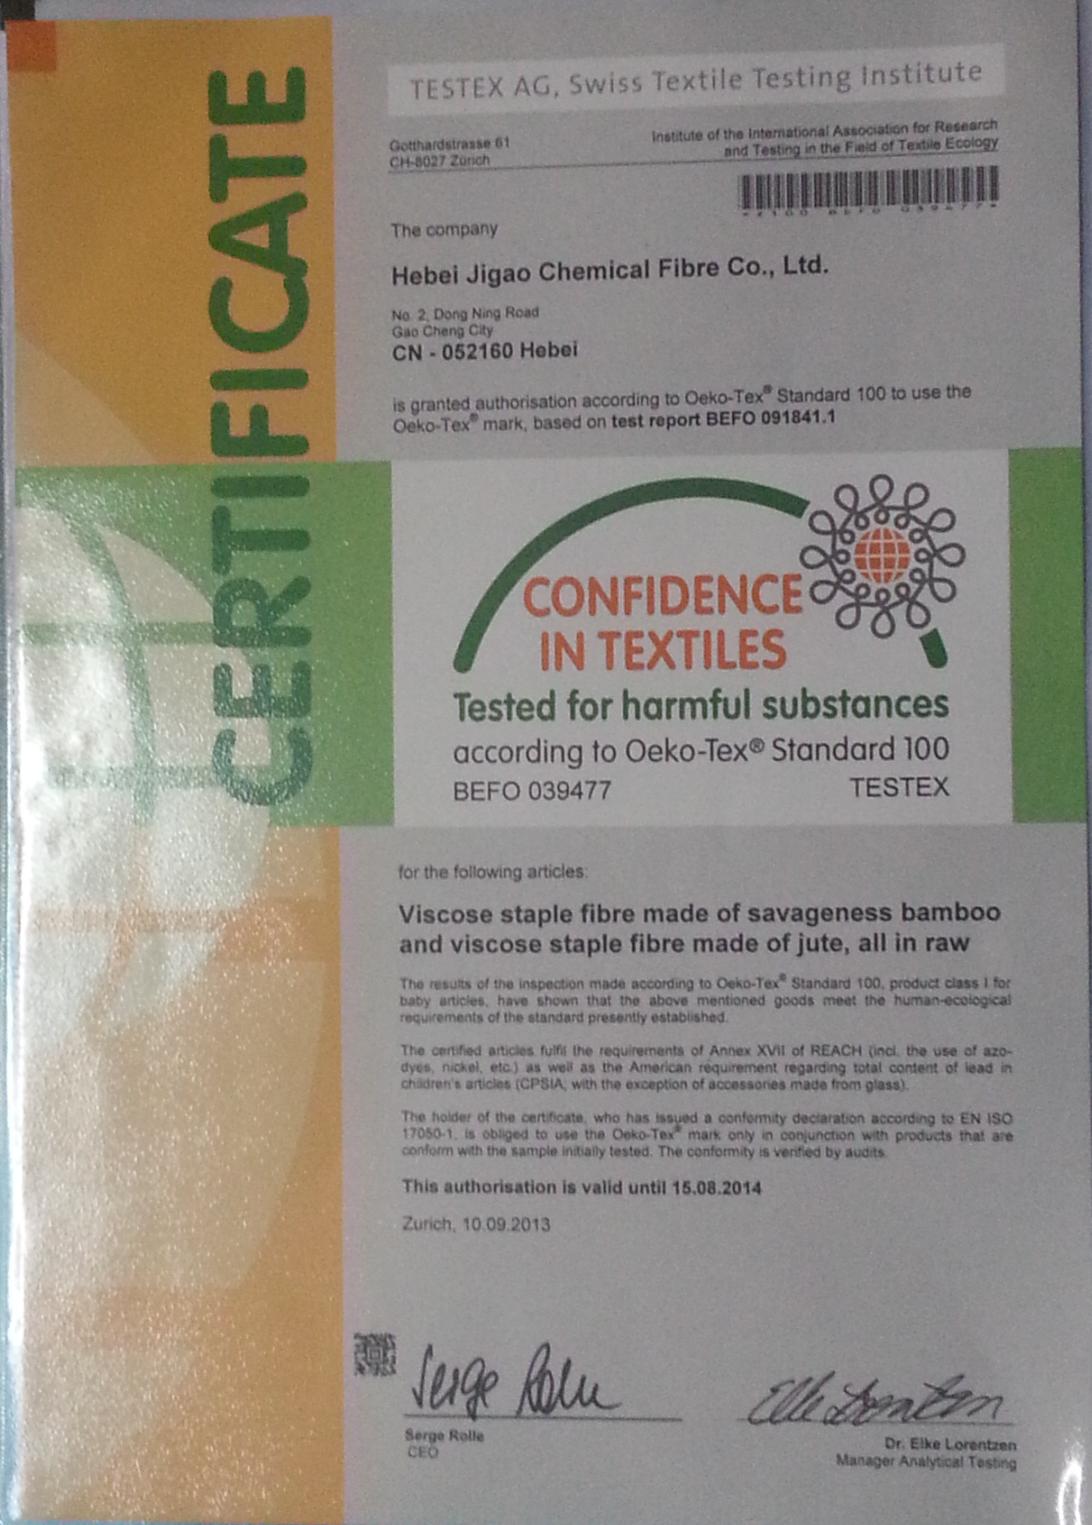 CERTIFICATE
TESTEX AG, Swiss Textile Testing Institute
Gotthardstrasse 61
CH-8027 Zürich
Institute of the International Association for Research
and Testing in the Field of Textile Ecology
The company
Hebei Jigao Chemical Fibre Co., Ltd.
No. 2, Dong Ning Road
Gao Cheng City
CN - 052160 Hebei
is granted authorisation according to Oeko-Tex® Standard 100 to use the
Oeko-Tex® mark, based on test report BEFO 091841.1
CONFIDENCE
IN TEXTILES
Tested for harmful substances
according to Oeko-Tex® Standard 100
BEFO 039477 TESTEX
for the following articles:
Viscose staple fibre made of savageness bamboo
and viscose staple fibre made of jute, all in raw
The results of the inspection made according to Oeko-Tex® Standard 100, product class I for
baby articles, have shown that the above mentioned goods meet the human-ecological
requirements of the standard presently established.
The certified articles fulfil the requirements of Annex XVII of REACH (incl. the use of azo-
dyes, nickel, etc.) as well as the American requirement regarding total content of lead in
children's articles (CPSIA; with the exception of accessories made from glass).
The holder of the certificate, who has issued a conformity declaration according to EN ISO
17050-1, is obliged to use the Oeko-Tex® mark only in conjunction with products that are
conform with the sample initially tested. The conformity is verified by audits.
This authorisation is valid until 15.08.2014
Zurich, 10.09.2013
Serge Rolle
Elke Lorentzen
Serge Rolle
CEO
Dr. Elke Lorentzen
Manager Analytical Testing